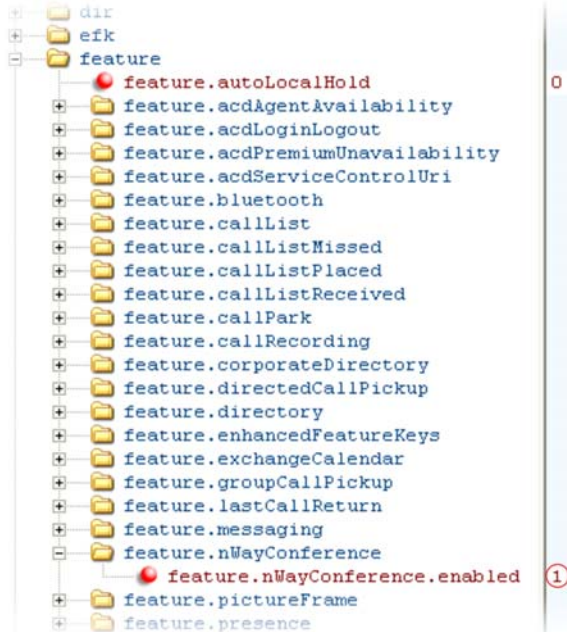 dir
efk
feature
feature.autoLocalHold 0
feature.acdAgentAvailability
feature.acdLoginLogout
feature.acdPremiumUnavailability
feature.acdServiceControlUri
feature.bluetooth
feature.callList
feature.callListMissed
feature.callListPlaced
feature.callListReceived
feature.callPark
feature.callRecording
feature.corporateDirectory
feature.directedCallPickup
feature.directory
feature.enhancedFeatureKeys
feature.exchangeCalendar
feature.groupCallPickup
feature.lastCallReturn
feature.messaging
feature.nWayConference
feature.nWayConference.enabled 1
feature.pictureFrame
feature.presence